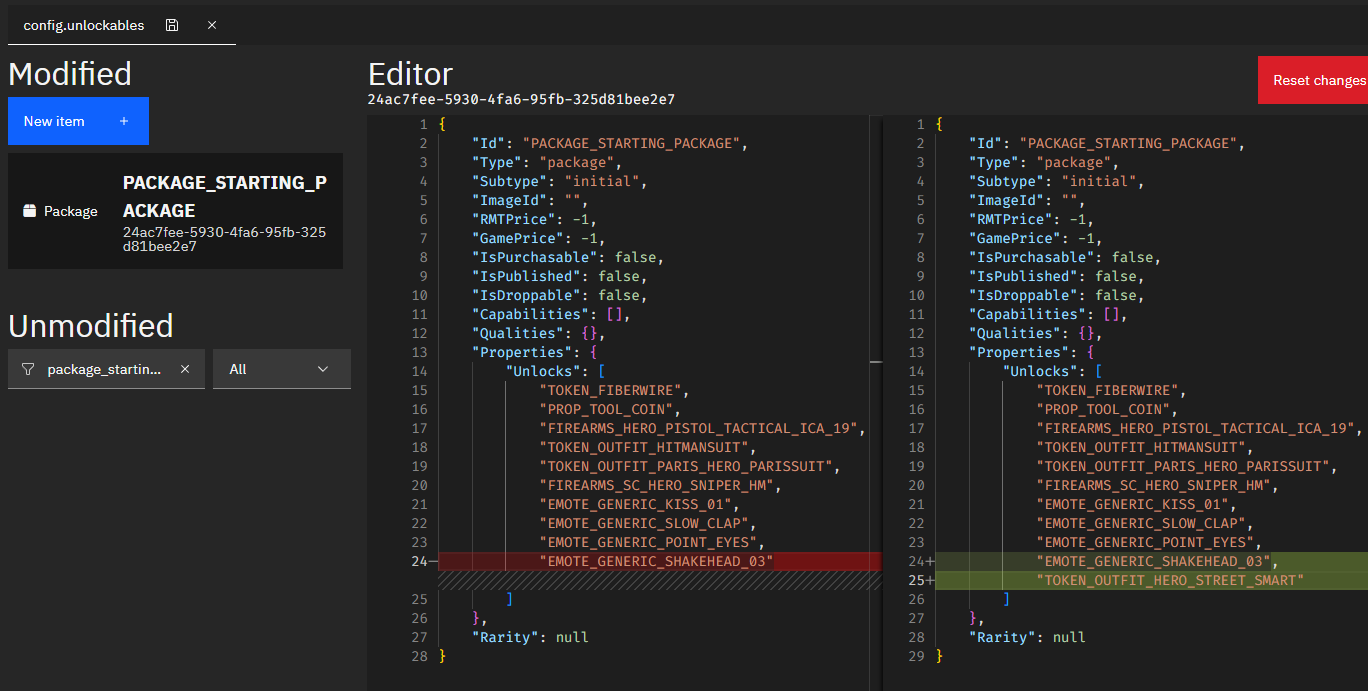 config.unlockables
Modified
New item +
Package
PACKAGE_STARTING_P
ACKAGE
24ac7fee-5930-4fa6-95fb-325
d81bee2e7
Unmodified
package_startin...
All
Editor
24ac7fee-5930-4fa6-95fb-325d81bee2e7
Reset changes
1 {
2 "Id": "PACKAGE_STARTING_PACKAGE",
3 "Type": "package",
4 "Subtype": "initial",
5 "ImageId": "",
6 "RMTPrice": -1,
7 "GamePrice": -1,
8 "IsPurchasable": false,
9 "IsPublished": false,
10 "IsDroppable": false,
11 "Capabilities": [],
12 "Qualities": {},
13 "Properties": {
14 "Unlocks": [
15 "TOKEN_FIBERWIRE",
16 "PROP_TOOL_COIN",
17 "FIREARMS_HERO_PISTOL_TACTICAL_ICA_19",
18 "TOKEN_OUTFIT_HITMANSUIT",
19 "TOKEN_OUTFIT_PARIS_HERO_PARISSUIT",
20 "FIREARMS_SC_HERO_SNIPER_HM",
21 "EMOTE_GENERIC_KISS_01",
22 "EMOTE_GENERIC_SLOW_CLAP",
23 "EMOTE_GENERIC_POINT_EYES",
24- "EMOTE_GENERIC_SHAKEHEAD_03"
25 ]
26 },
27 "Rarity": null
28 }
1 {
2 "Id": "PACKAGE_STARTING_PACKAGE",
3 "Type": "package",
4 "Subtype": "initial",
5 "ImageId": "",
6 "RMTPrice": -1,
7 "GamePrice": -1,
8 "IsPurchasable": false,
9 "IsPublished": false,
10 "IsDroppable": false,
11 "Capabilities": [],
12 "Qualities": {},
13 "Properties": {
14 "Unlocks": [
15 "TOKEN_FIBERWIRE",
16 "PROP_TOOL_COIN",
17 "FIREARMS_HERO_PISTOL_TACTICAL_ICA_19",
18 "TOKEN_OUTFIT_HITMANSUIT",
19 "TOKEN_OUTFIT_PARIS_HERO_PARISSUIT",
20 "FIREARMS_SC_HERO_SNIPER_HM",
21 "EMOTE_GENERIC_KISS_01",
22 "EMOTE_GENERIC_SLOW_CLAP",
23 "EMOTE_GENERIC_POINT_EYES",
24+ "EMOTE_GENERIC_SHAKEHEAD_03",
25+ "TOKEN_OUTFIT_HERO_STREET_SMART"
26 ]
27 },
28 "Rarity": null
29 }